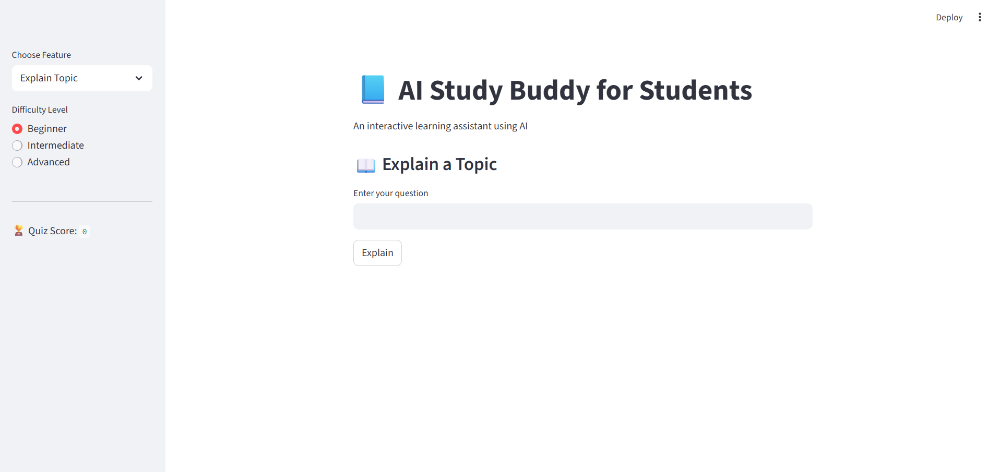 Deploy
Choose Feature
Explain Topic
Difficulty Level
Beginner
Intermediate
Advanced
Quiz Score: 0
AI Study Buddy for Students
An interactive learning assistant using AI
Explain a Topic
Enter your question
Explain